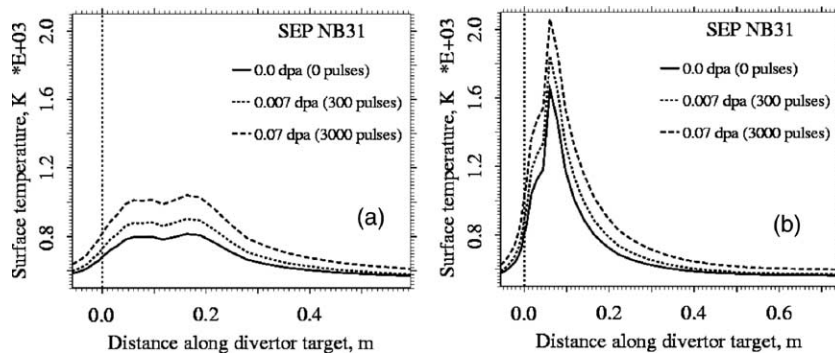 Surface temperature, K *E+03
2.0
1.6
1.2
0.8
SEP NB31
0.0 dpa (0 pulses)
0.007 dpa (300 pulses)
0.07 dpa (3000 pulses)
(a)
0.0 0.2 0.4
Distance along divertor target, m
Surface temperature, K *E+03
2.0
1.6
1.2
0.8
SEP NB31
0.0 dpa (0 pulses)
0.007 dpa (300 pulses)
0.07 dpa (3000 pulses)
(b)
0.0 0.2 0.4 0.6
Distance along divertor target, m